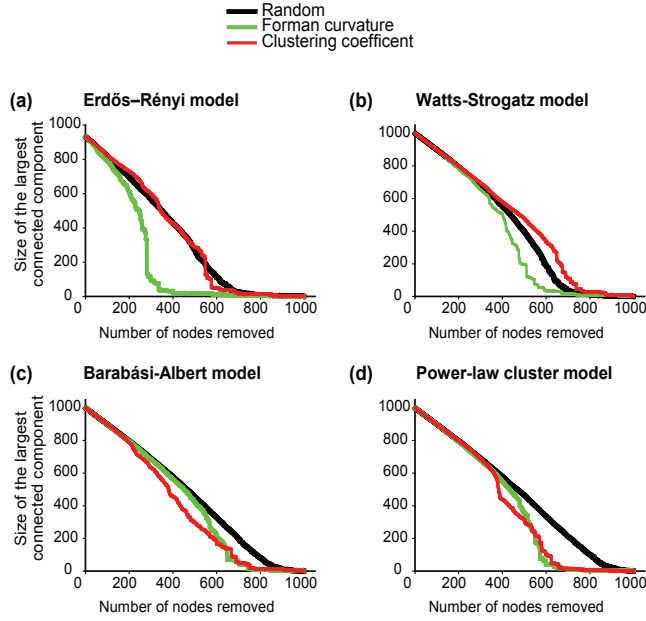 Random
Forman curvature
Clustering coefficent
(a) Erdős–Rényi model
(b) Watts-Strogatz model
Size of the largest
connected component
1000
800
600
400
200
0
0 200 400 600 800 1000
Number of nodes removed
1000
800
600
400
200
0
0 200 400 600 800 1000
Number of nodes removed
(c) Barabási-Albert model
(d) Power-law cluster model
Size of the largest
connected component
1000
800
600
400
200
0
0 200 400 600 800 1000
Number of nodes removed
1000
800
600
400
200
0
0 200 400 600 800 1000
Number of nodes removed